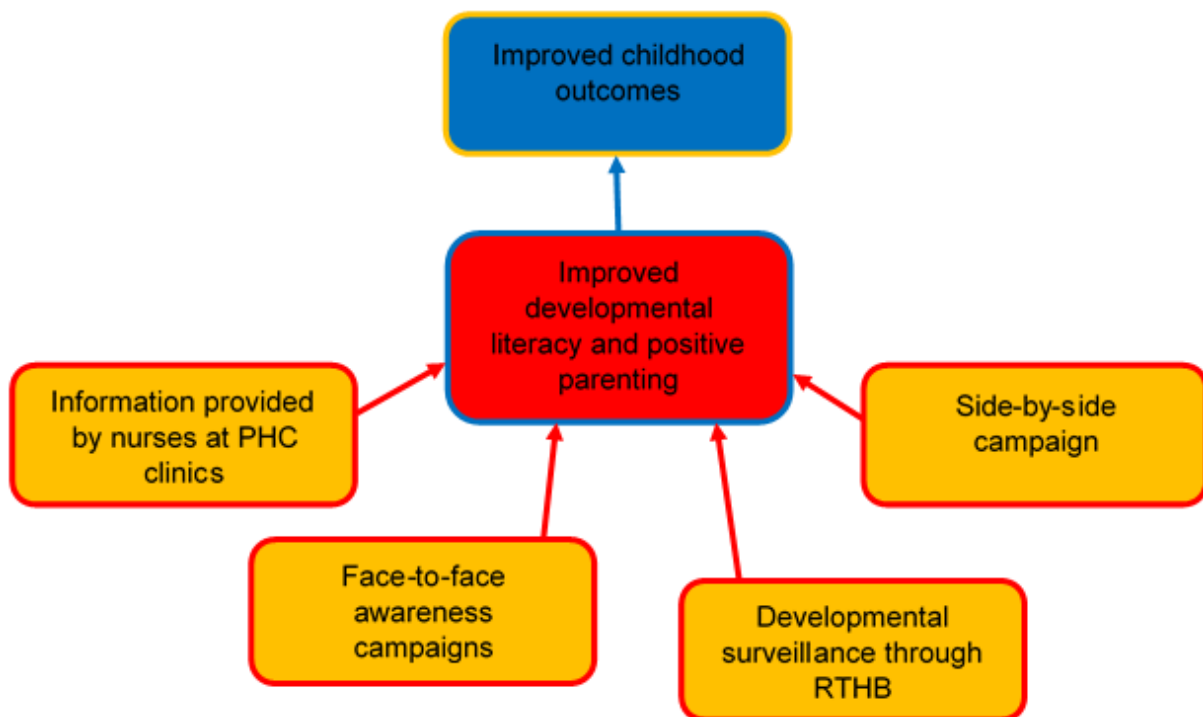 Improved childhood
outcomes
Improved
developmental
literacy and positive
parenting
Information provided
by nurses at PHC
clinics
Side-by-side
campaign
Face-to-face
awareness
campaigns
Developmental
surveillance through
RTHB